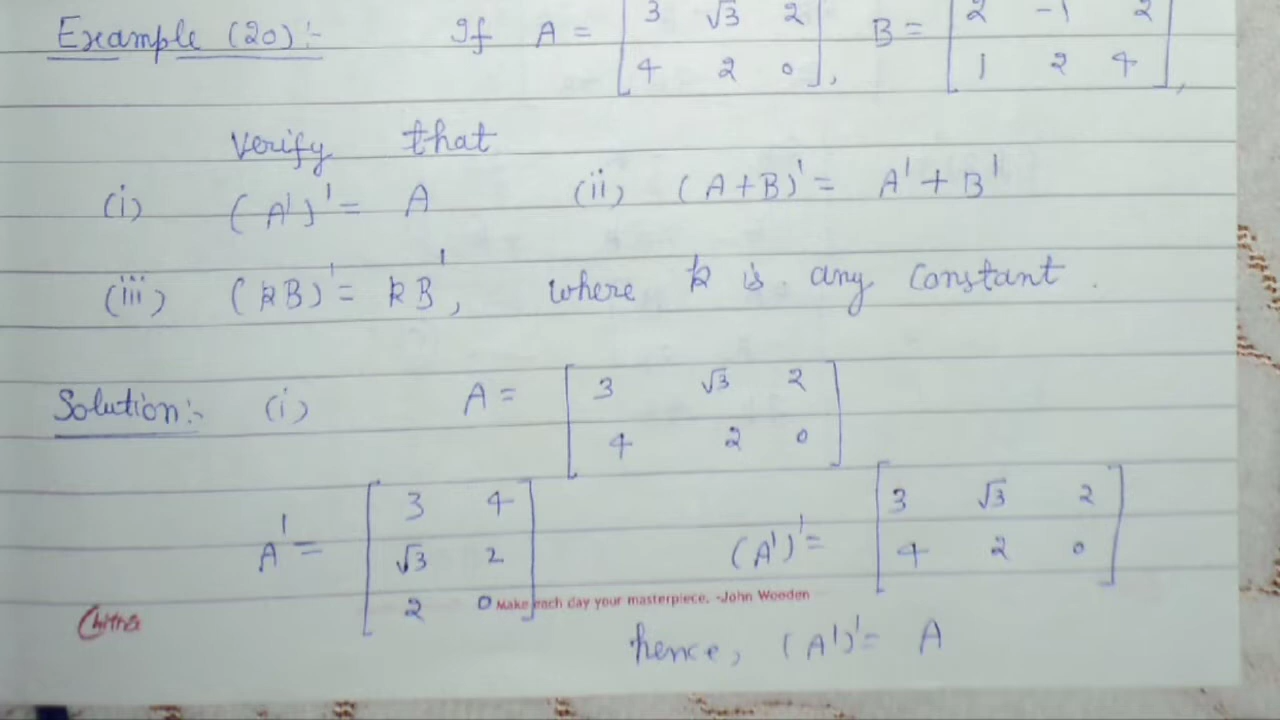 Example (20):- If A = [ 3 √3 2
4 2 0 ], B = [ 2 -1 2
1 2 4 ],
Verify that
(i) (A')' = A (ii) (A+B)' = A' + B'
(iii) (kB)' = kB', where k is any constant.
Solution:- (i) A = [ 3 √3 2
4 2 0 ]
A' = [ 3 4
√3 2
2 0 ] (A')' = [ 3 √3 2
4 2 0 ]
Make each day your masterpiece. -John Wooden
Chitra
hence, (A')' = A